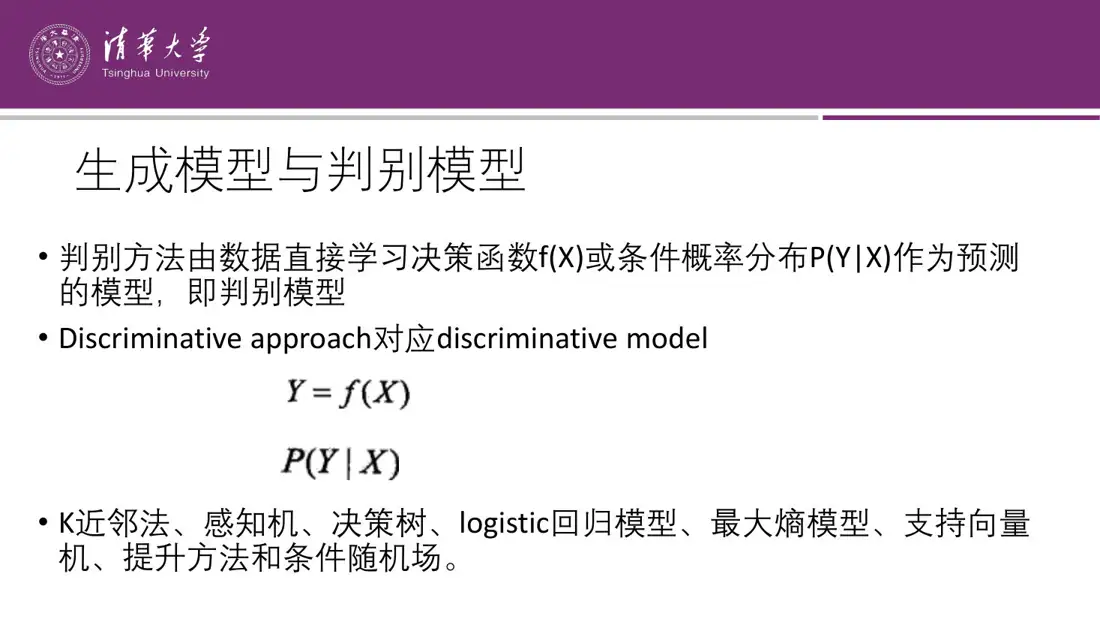 清华大学
Tsinghua University
生成模型与判别模型
• 判别方法由数据直接学习决策函数f(X)或条件概率分布P(Y|X)作为预测
的模型，即判别模型
• Discriminative approach对应discriminative model
Y = f(X)
P(Y | X)
• K近邻法、感知机、决策树、logistic回归模型、最大熵模型、支持向量
机、提升方法和条件随机场。